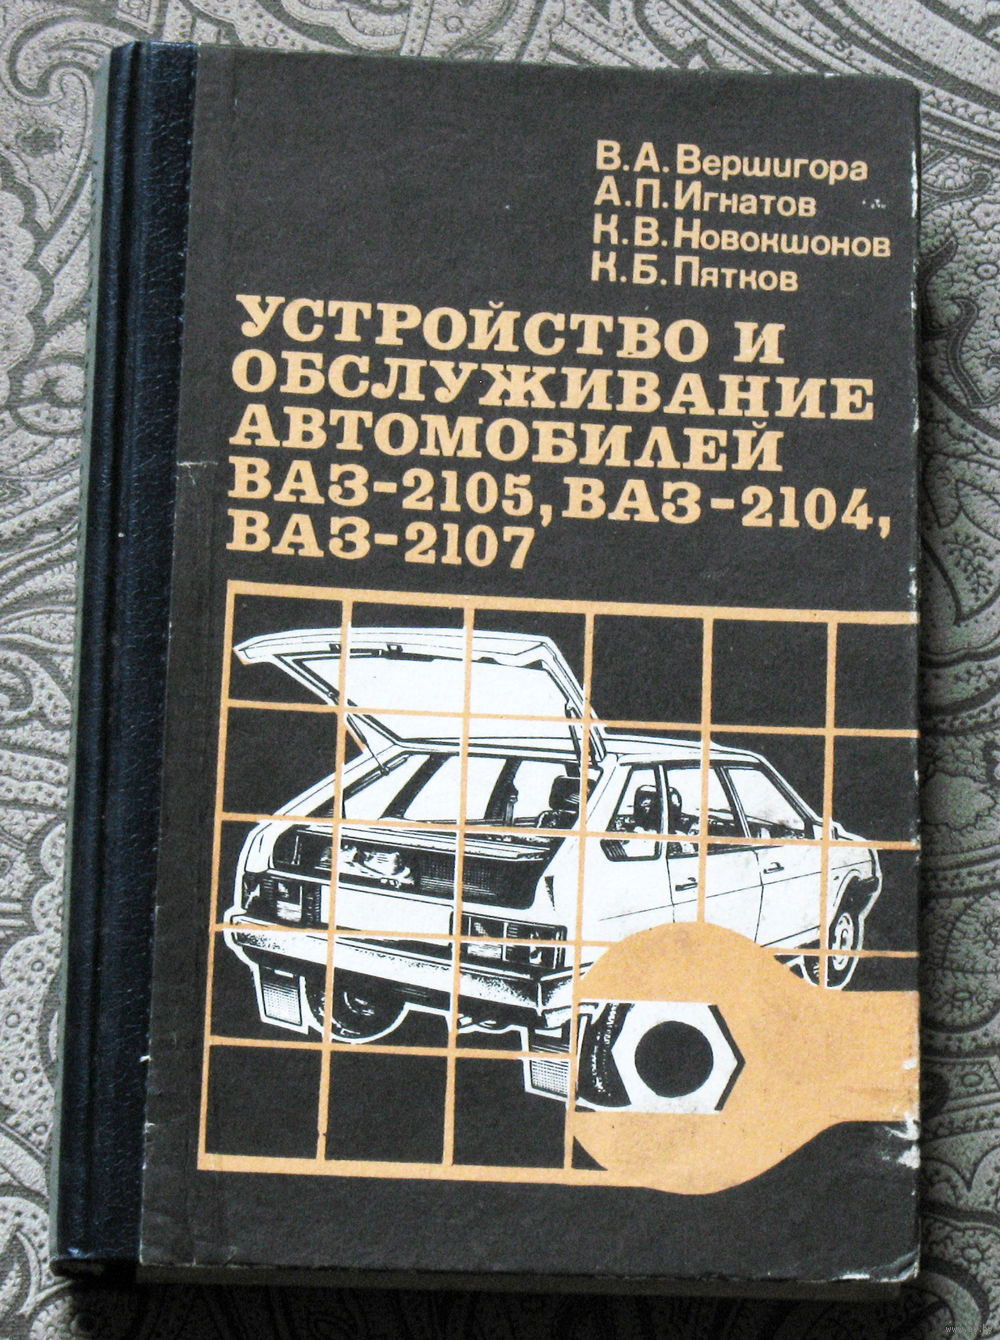 В.А.Вершигора
А.П.Игнатов
К.В.Новокшонов
К.Б.Пятков
УСТРОЙСТВО И
ОБСЛУЖИВАНИЕ
АВТОМОБИЛЕЙ
ВАЗ-2105, ВАЗ-2104,
ВАЗ-2107